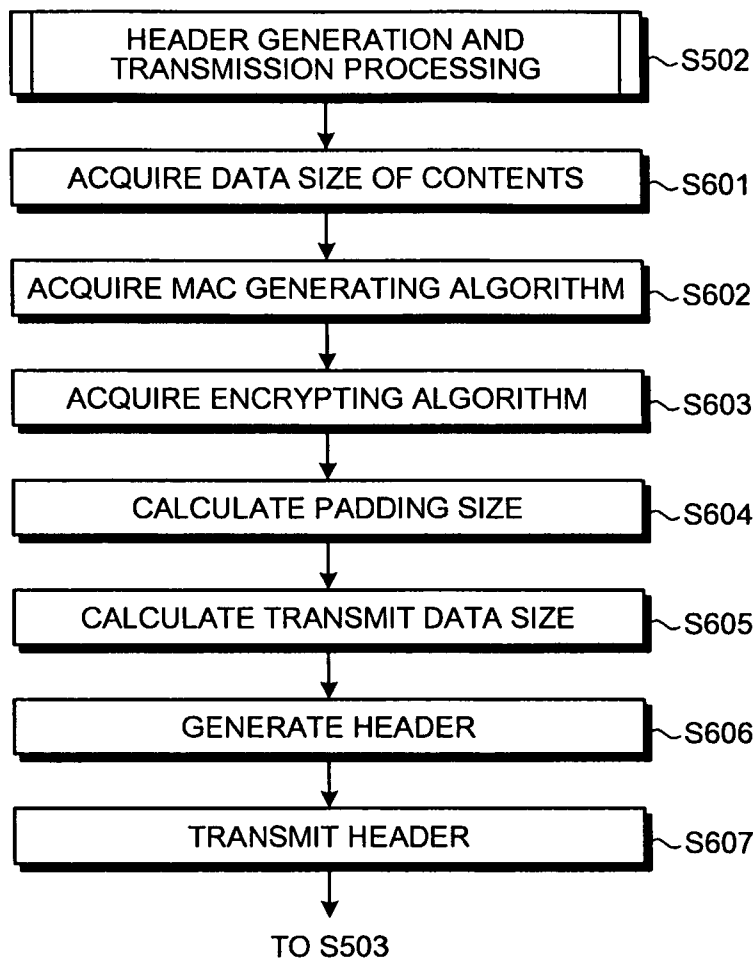 HEADER GENERATION AND
TRANSMISSION PROCESSING
S502
ACQUIRE DATA SIZE OF CONTENTS
S601
ACQUIRE MAC GENERATING ALGORITHM
S602
ACQUIRE ENCRYPTING ALGORITHM
S603
CALCULATE PADDING SIZE
S604
CALCULATE TRANSMIT DATA SIZE
S605
GENERATE HEADER
S606
TRANSMIT HEADER
S607
TO S503